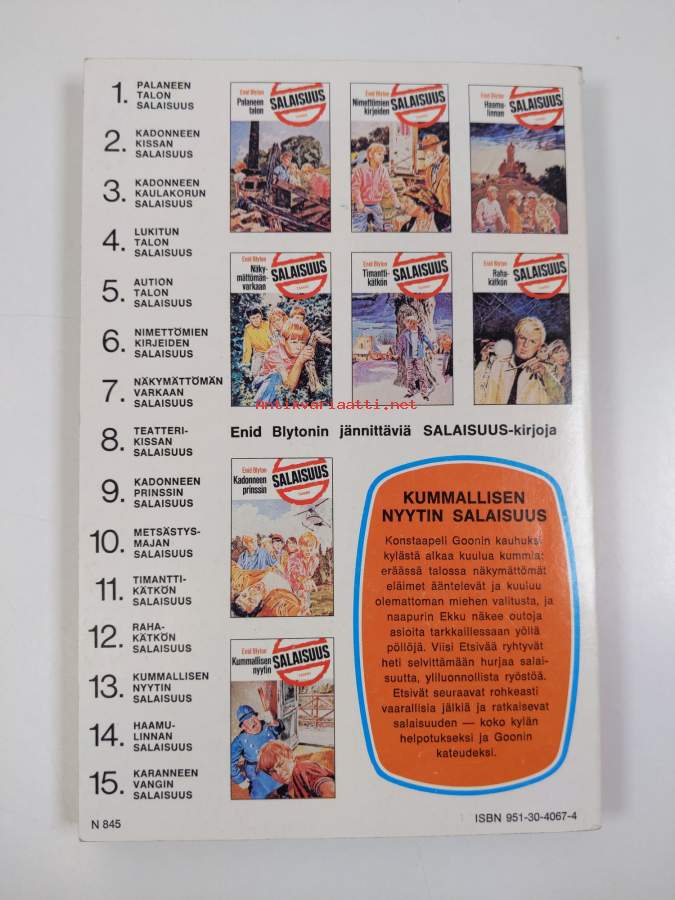 1. PALANEEN
TALON
SALAISUUS
2. KADONNEEN
KISSAN
SALAISUUS
3. KADONNEEN
KAULAKORUN
SALAISUUS
4. LUKITUN
TALON
SALAISUUS
5. AUTION
TALON
SALAISUUS
6. NIMETTÖMIEN
KIRJEIDEN
SALAISUUS
7. NÄKYMÄTTÖMÄN
VARKAAN
SALAISUUS
8. TEATTERI-
KISSAN
SALAISUUS
9. KADONNEEN
PRINSSIN
SALAISUUS
10. METSÄSTYS-
MAJAN
SALAISUUS
11. TIMANTTI-
KÄTKÖN
SALAISUUS
12. RAHA-
KÄTKÖN
SALAISUUS
13. KUMMALLISEN
NYYTIN
SALAISUUS
14. HAAMU-
LINNAN
SALAISUUS
15. KARANNEEN
VANGIN
SALAISUUS
N 845
Enid Blyton
Palaneen
talon
SALAISUUS
Enid Blyton
Nimettömien
kirjeiden
SALAISUUS
Enid Blyton
Haamu-
linnan
SALAISUUS
Enid Blyton
Näky-
mättömän
varkaan
SALAISUUS
Enid Blyton
Timantti-
kätkön
SALAISUUS
Enid Blyton
Raha-
kätkön
SALAISUUS
Antikvariaatti.net
Enid Blytonin jännittäviä SALAISUUS-kirjoja
Enid Blyton
Kadonneen
prinssin
SALAISUUS
Enid Blyton
Kummallisen
nyytin
SALAISUUS
KUMMALLISEN
NYYTIN SALAISUUS
Konstaapeli Goonin kauhuksi
kylästä alkaa kuulua kummia:
eräässä talossa näkymättömät
eläimet ääntelevät ja kuuluu
olemattoman miehen valitusta, ja
naapurin Ekku näkee outoja
asioita tarkkaillessaan yöllä
pöllöjä. Viisi Etsivää ryhtyvät
heti selvittämään hurjaa salai-
suutta, yliluonnollista ryöstöä.
Etsivät seuraavat rohkeasti
vaarallisia jälkiä ja ratkaisevat
salaisuuden — koko kylän
helpotukseksi ja Goonin
kateudeksi.
ISBN 951-30-4067-4